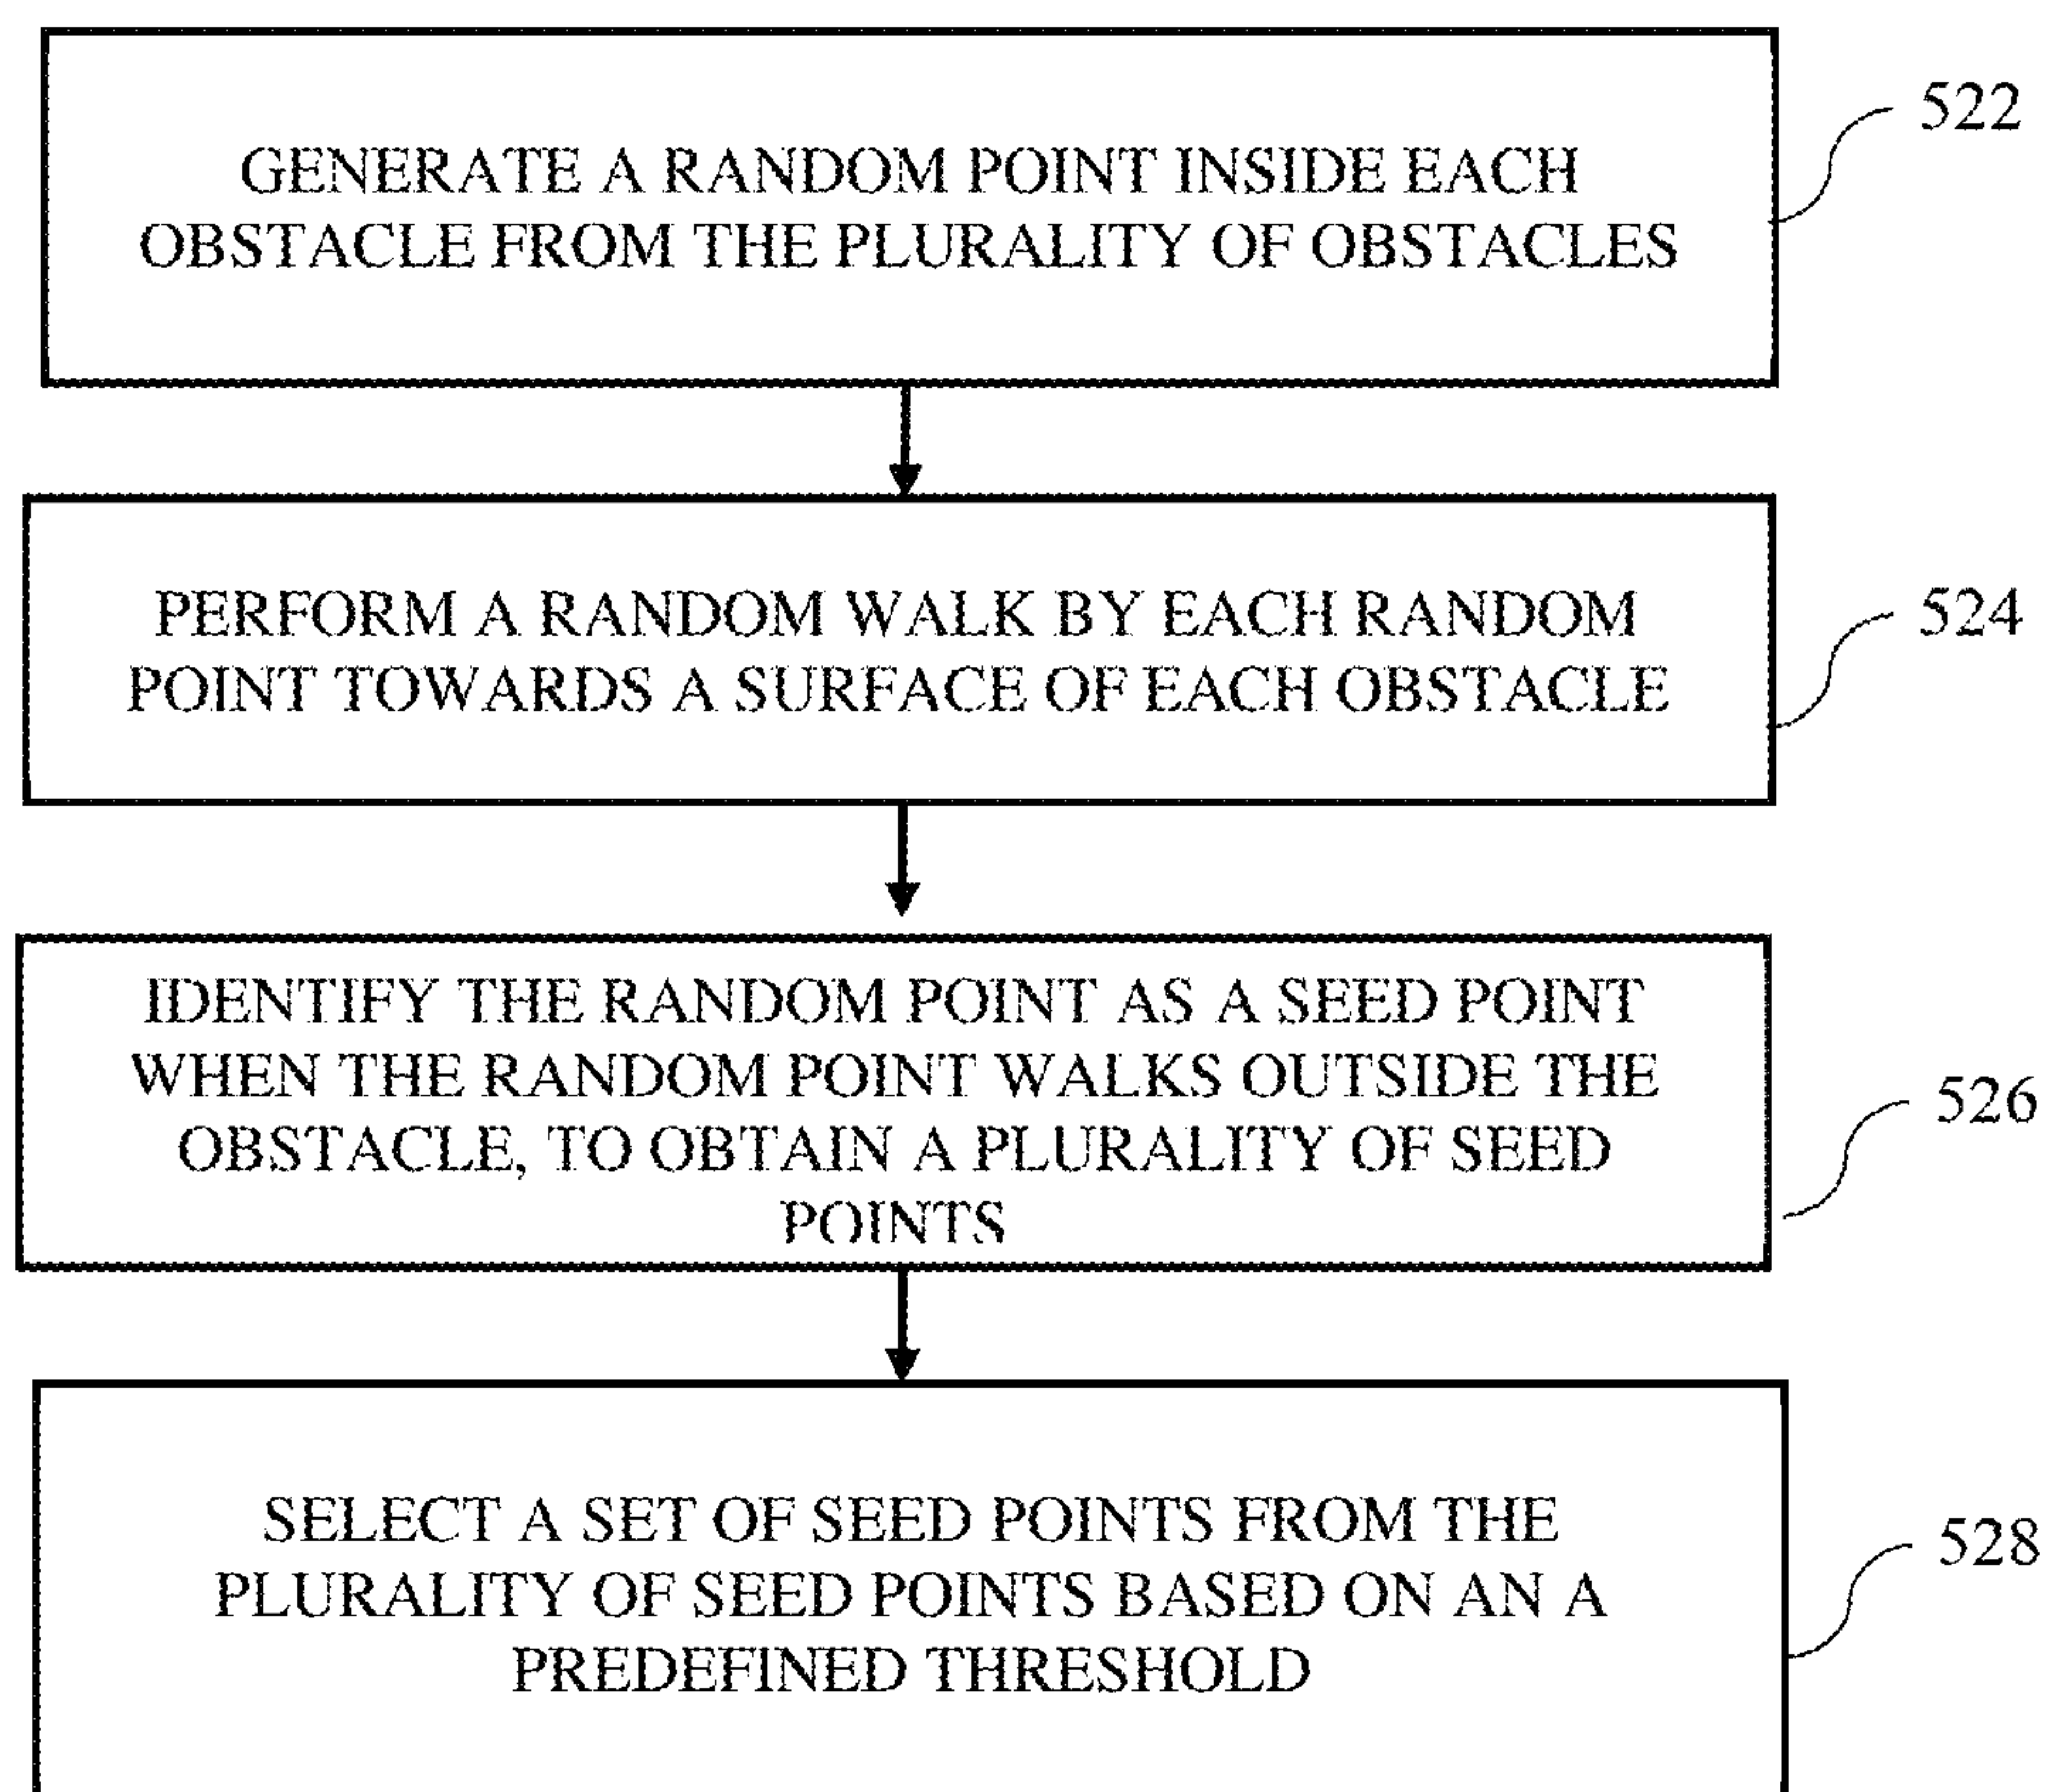 GENERATE A RANDOM POINT INSIDE EACH
OBSTACLE FROM THE PLURALITY OF OBSTACLES
522
PERFORM A RANDOM WALK BY EACH RANDOM
POINT TOWARDS A SURFACE OF EACH OBSTACLE
524
IDENTIFY THE RANDOM POINT AS A SEED POINT
WHEN THE RANDOM POINT WALKS OUTSIDE THE
OBSTACLE, TO OBTAIN A PLURALITY OF SEED
POINTS
526
SELECT A SET OF SEED POINTS FROM THE
PLURALITY OF SEED POINTS BASED ON AN A
PREDEFINED THRESHOLD
528